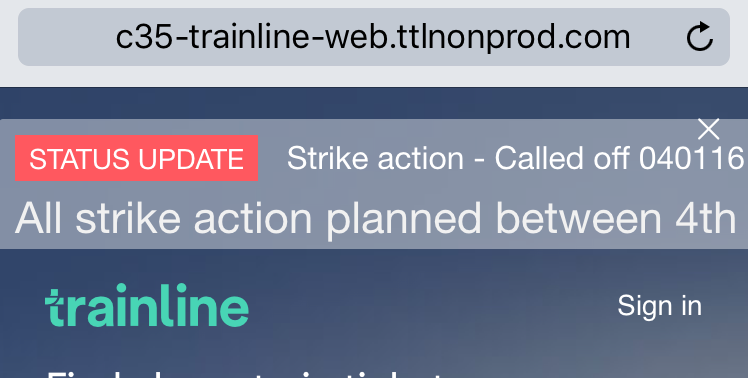 c35-trainline-web.ttlnonprod.com
STATUS UPDATE Strike action - Called off 040116
All strike action planned between 4th
trainline
Sign in